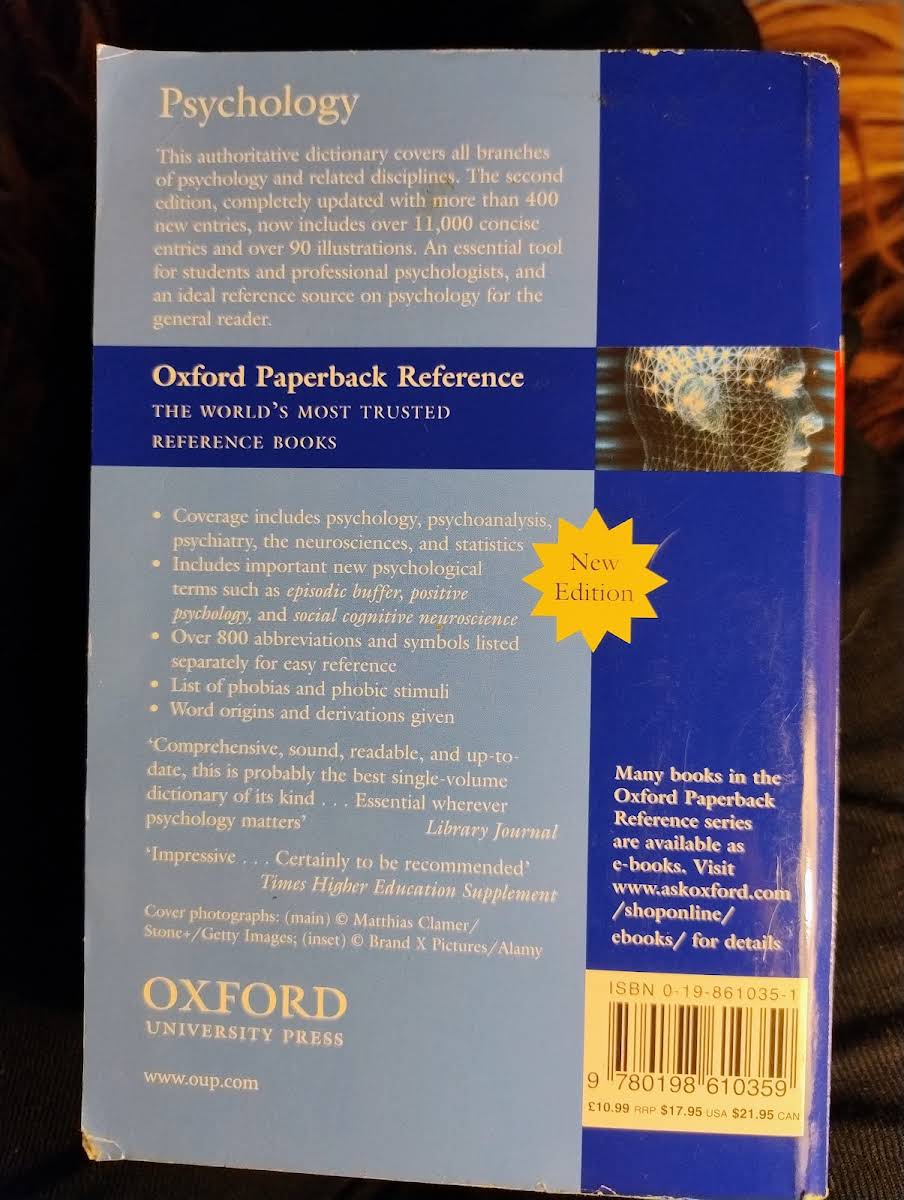 Psychology
This authoritative dictionary covers all branches
of psychology and related disciplines. The second
edition, completely updated with more than 400
new entries, now includes over 11,000 concise
entries and over 90 illustrations. An essential tool
for students and professional psychologists, and
an ideal reference source on psychology for the
general reader.
Oxford Paperback Reference
THE WORLD'S MOST TRUSTED
REFERENCE BOOKS
• Coverage includes psychology, psychoanalysis,
psychiatry, the neurosciences, and statistics
• Includes important new psychological
terms such as episodic buffer, positive
psychology, and social cognitive neuroscience
• Over 800 abbreviations and symbols listed
separately for easy reference
• List of phobias and phobic stimuli
• Word origins and derivations given
New
Edition
‘Comprehensive, sound, readable, and up-to-
date, this is probably the best single-volume
dictionary of its kind . . . Essential wherever
psychology matters’ Library Journal
‘Impressive . . . Certainly to be recommended’
Times Higher Education Supplement
Cover photographs: (main) © Matthias Clamer/
Stone+/Getty Images; (inset) © Brand X Pictures/Alamy
OXFORD
UNIVERSITY PRESS
www.oup.com
Many books in the
Oxford Paperback
Reference series
are available as
e-books. Visit
www.askoxford.com
/shoponline/
ebooks/ for details
ISBN 0-19-861035-1
9 780198 610359
£10.99 RRP $17.95 USA $21.95 CAN